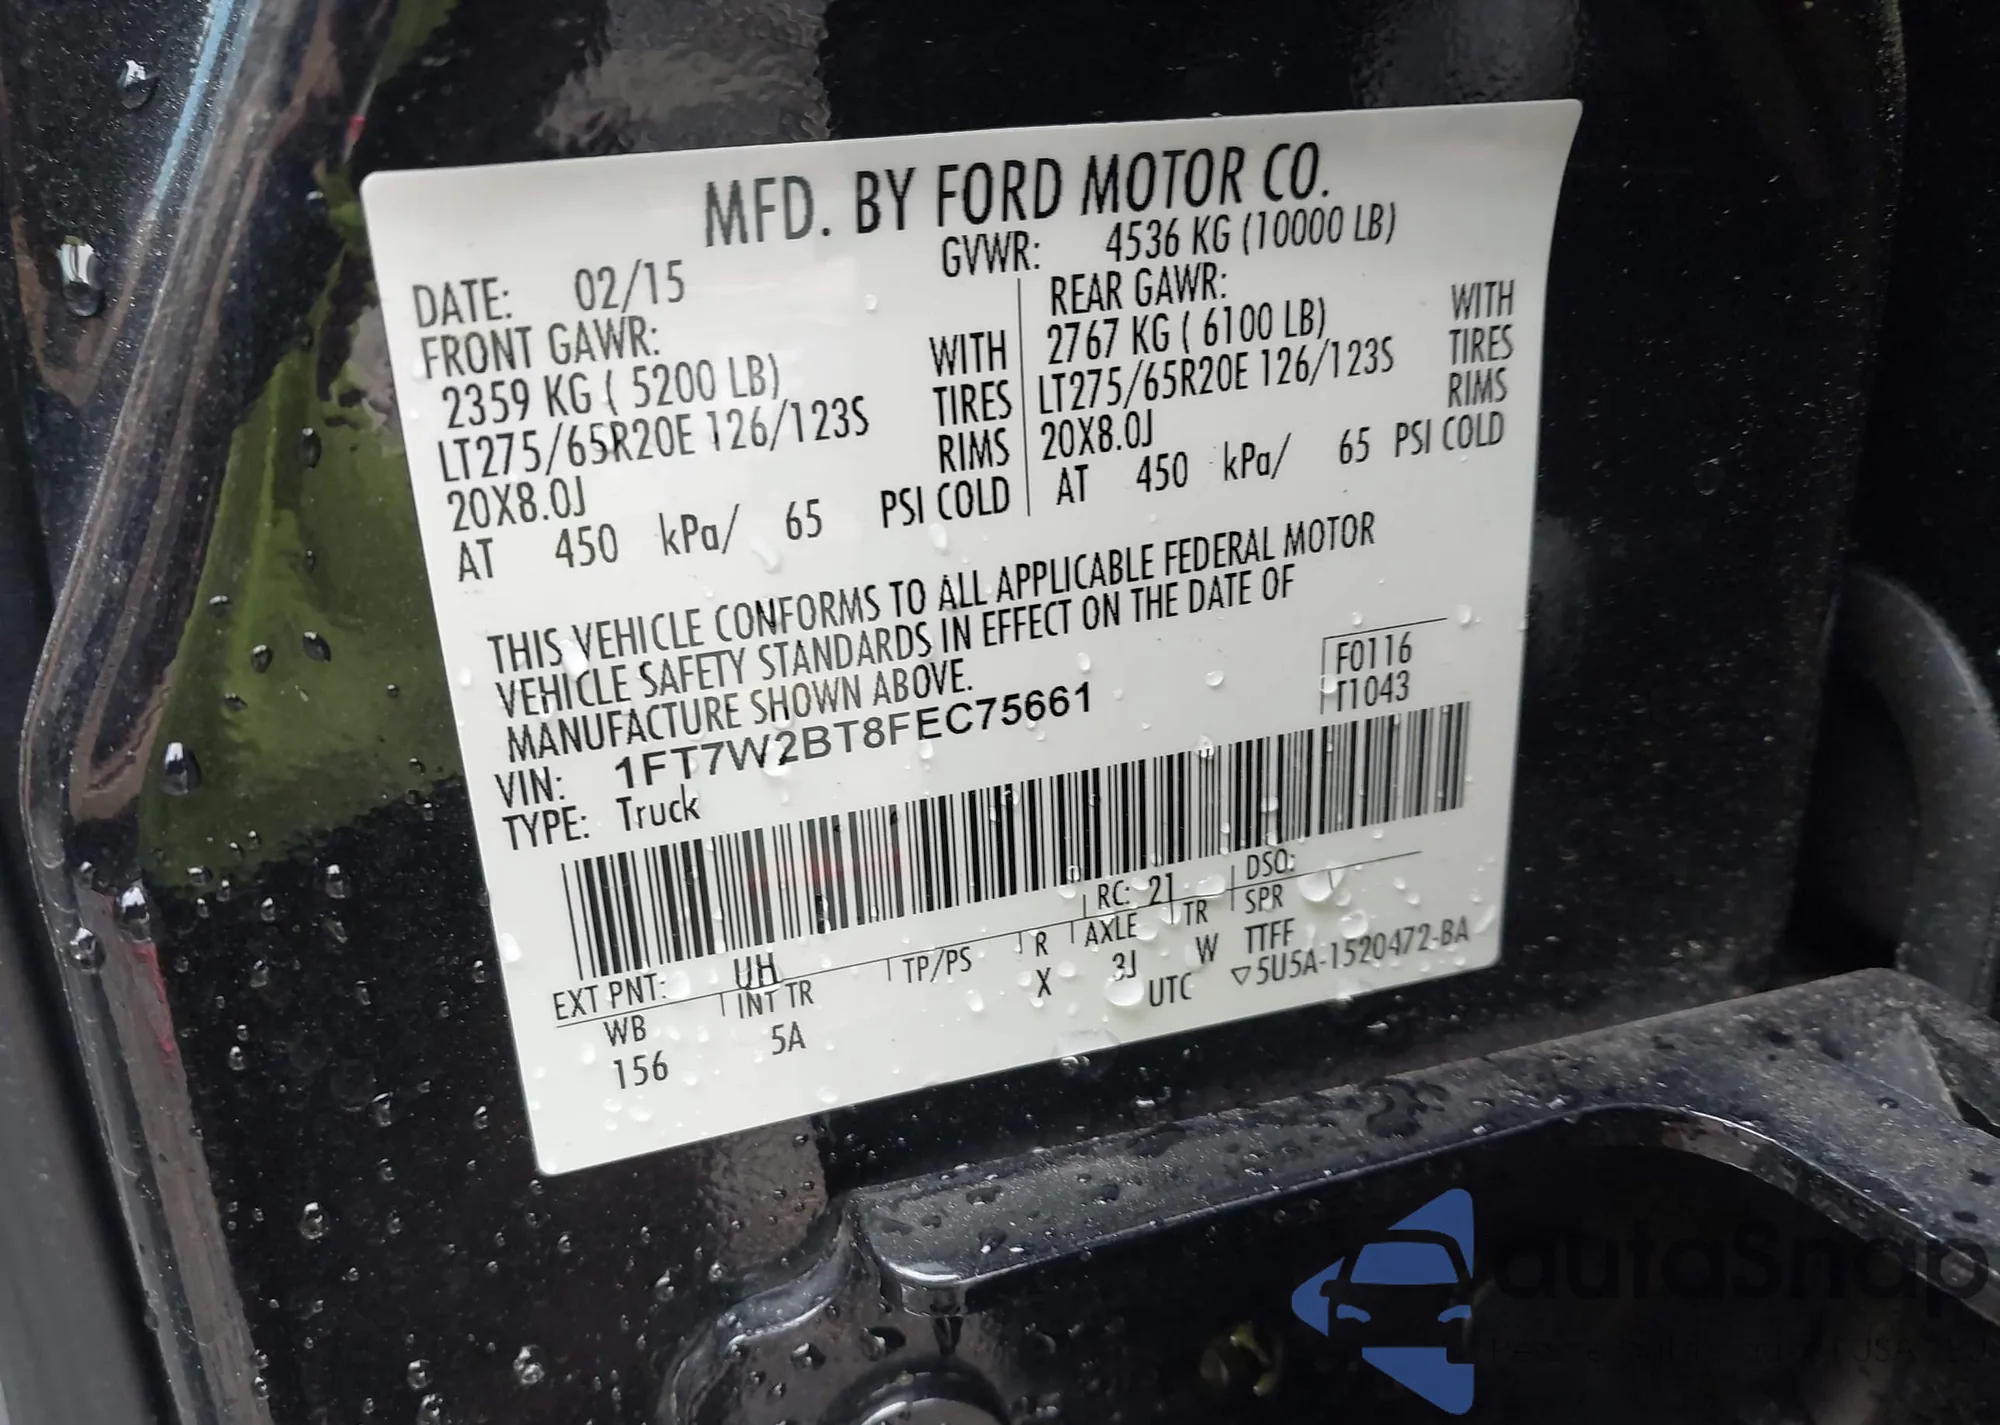 MFD. BY FORD MOTOR CO.
DATE: 02/15
GVWR: 4536 KG (10000 LB)
FRONT GAWR:
2359 KG ( 5200 LB) WITH
LT275/65R20E 126/123S TIRES
20X8.0J RIMS
AT 450 kPa/ 65 PSI COLD
REAR GAWR:
2767 KG ( 6100 LB) WITH
LT275/65R20E 126/123S TIRES
20X8.0J RIMS
AT 450 kPa/ 65 PSI COLD
THIS VEHICLE CONFORMS TO ALL APPLICABLE FEDERAL MOTOR
VEHICLE SAFETY STANDARDS IN EFFECT ON THE DATE OF
MANUFACTURE SHOWN ABOVE.
F0116
T1043
VIN: 1FT7W2BT8FEC75661
TYPE: Truck
EXT PNT: UH RC: 21 DSO:
WB INT TR TP/PS R AXLE TR SPR
156 5A X 3J W TTFF
UTC ▽5U5A-1520472-BA
autoSnap